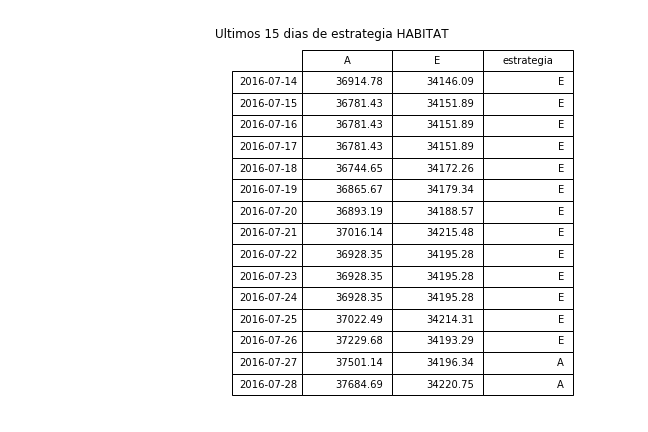 Ultimos 15 dias de estrategia HABITAT
A E estrategia
2016-07-14 36914.78 34146.09 E
2016-07-15 36781.43 34151.89 E
2016-07-16 36781.43 34151.89 E
2016-07-17 36781.43 34151.89 E
2016-07-18 36744.65 34172.26 E
2016-07-19 36865.67 34179.34 E
2016-07-20 36893.19 34188.57 E
2016-07-21 37016.14 34215.48 E
2016-07-22 36928.35 34195.28 E
2016-07-23 36928.35 34195.28 E
2016-07-24 36928.35 34195.28 E
2016-07-25 37022.49 34214.31 E
2016-07-26 37229.68 34193.29 E
2016-07-27 37501.14 34196.34 A
2016-07-28 37684.69 34220.75 A